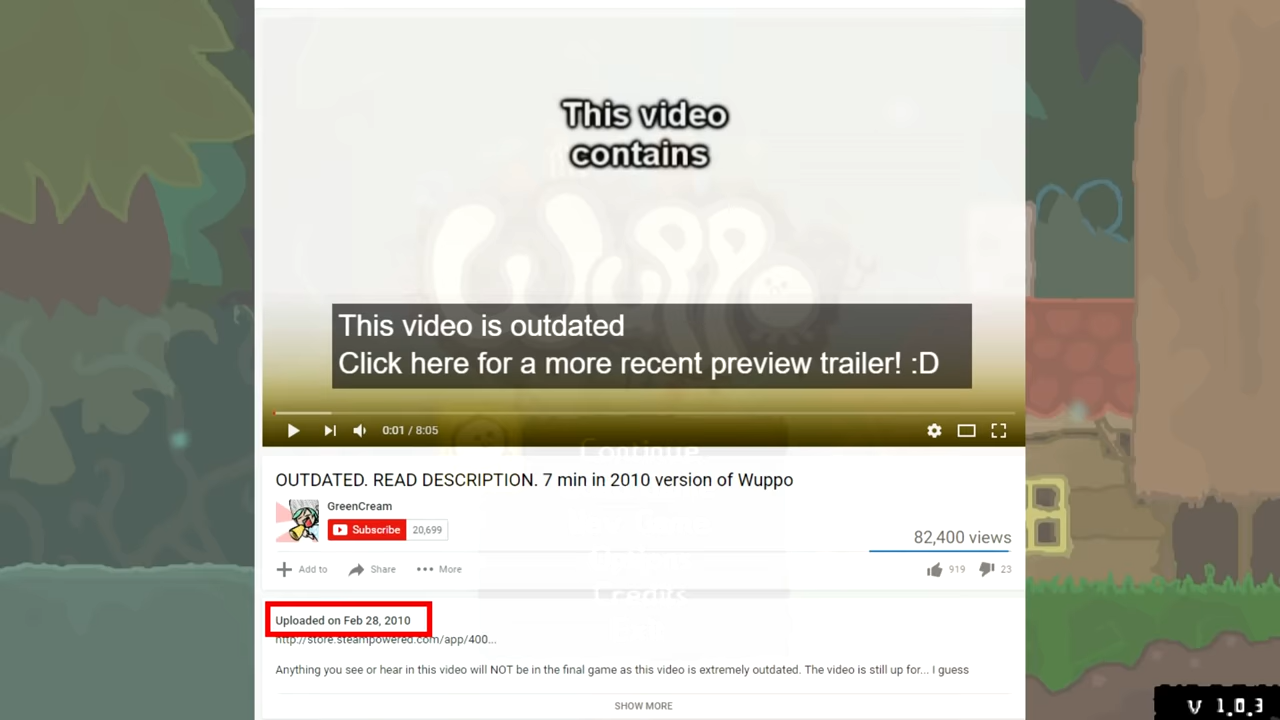 This video
contains
Wuppo
This video is outdated
Click here for a more recent preview trailer! :D
0:01 / 8:05
Continue
OUTDATED. READ DESCRIPTION. 7 min in 2010 version of Wuppo
GreenCream
Subscribe 20,699
82,400 views
Add to Share More 919 23
Credits
Uploaded on Feb 28, 2010
http://store.steampowered.com/app/400...
Anything you see or hear in this video will NOT be in the final game as this video is extremely outdated. The video is still up for... I guess
SHOW MORE
v 1.0.3